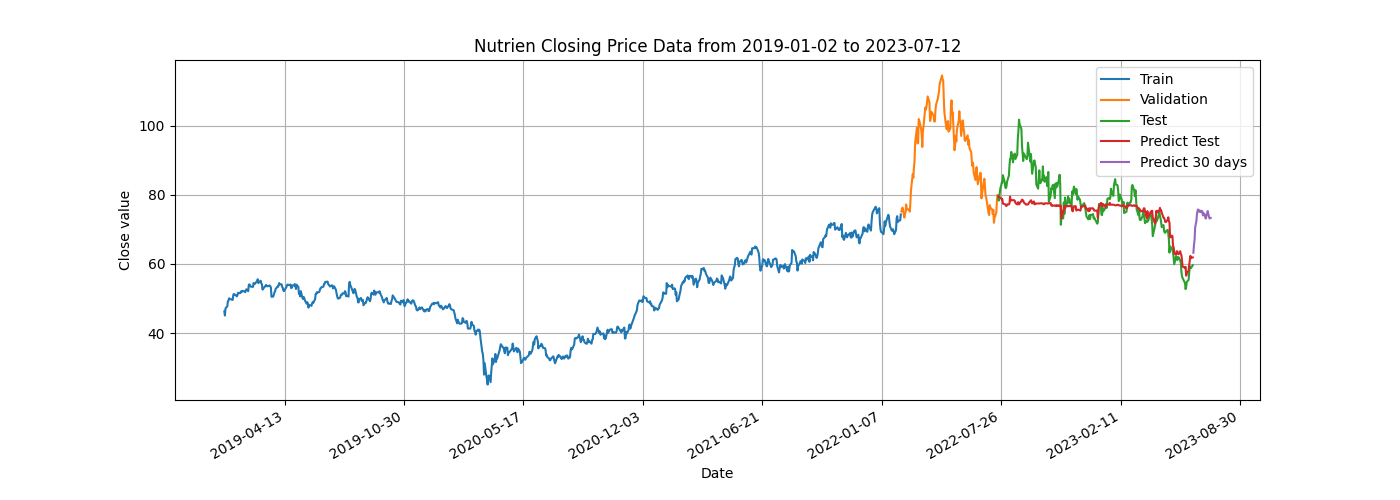 Nutrien Closing Price Data from 2019-01-02 to 2023-07-12
Train
Validation
Test
Predict Test
Predict 30 days
Close value
100
80
60
40
2019-04-13
2019-10-30
2020-05-17
2020-12-03
2021-06-21
2022-01-07
2022-07-26
2023-02-11
2023-08-30
Date